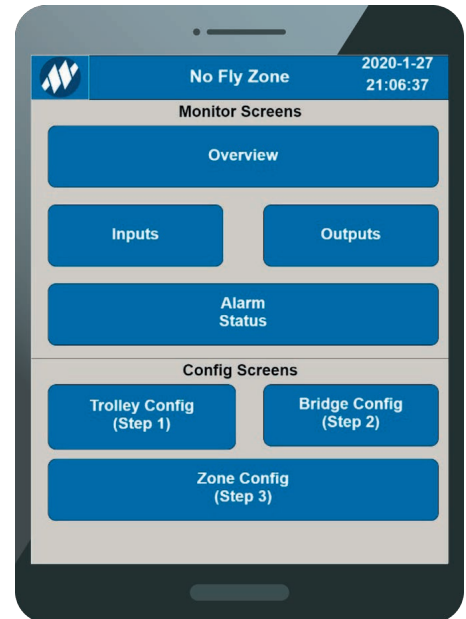 No Fly Zone
2020-1-27
21:06:37
Monitor Screens
Overview
Inputs
Outputs
Alarm
Status
Config Screens
Trolley Config
(Step 1)
Bridge Config
(Step 2)
Zone Config
(Step 3)